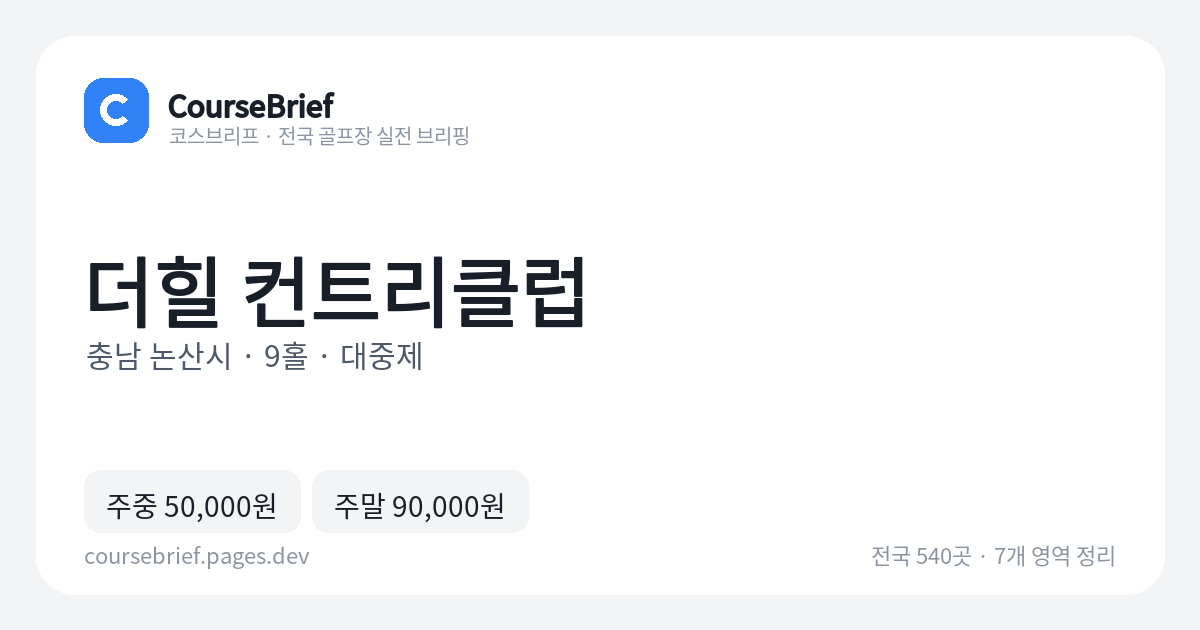 CourseBrief
코스브리프 · 전국 골프장 실전 브리핑
더힐 컨트리클럽
충남 논산시 · 9홀 · 대중제
주중 50,000원 주말 90,000원
coursebrief.pages.dev 전국 540곳 · 7개 영역 정리